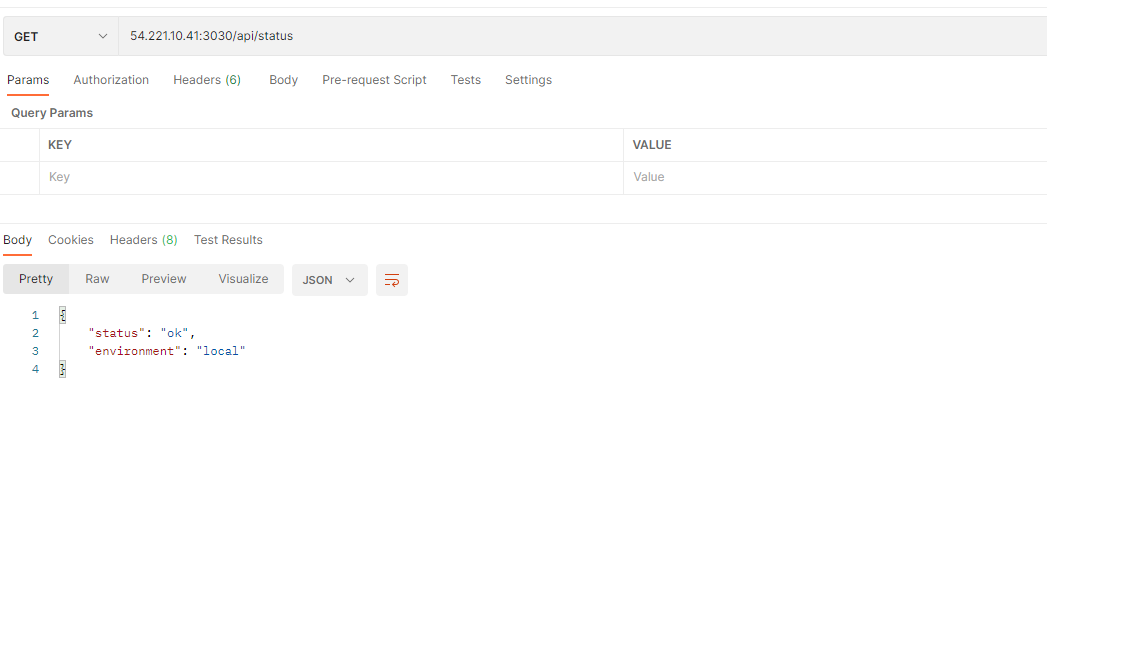 GET 54.221.10.41:3030/api/status
Params Authorization Headers (6) Body Pre-request Script Tests Settings
Query Params
KEY VALUE
Key Value
Body Cookies Headers (8) Test Results
Pretty Raw Preview Visualize JSON
1 {
2 "status": "ok",
3 "environment": "local"
4 }